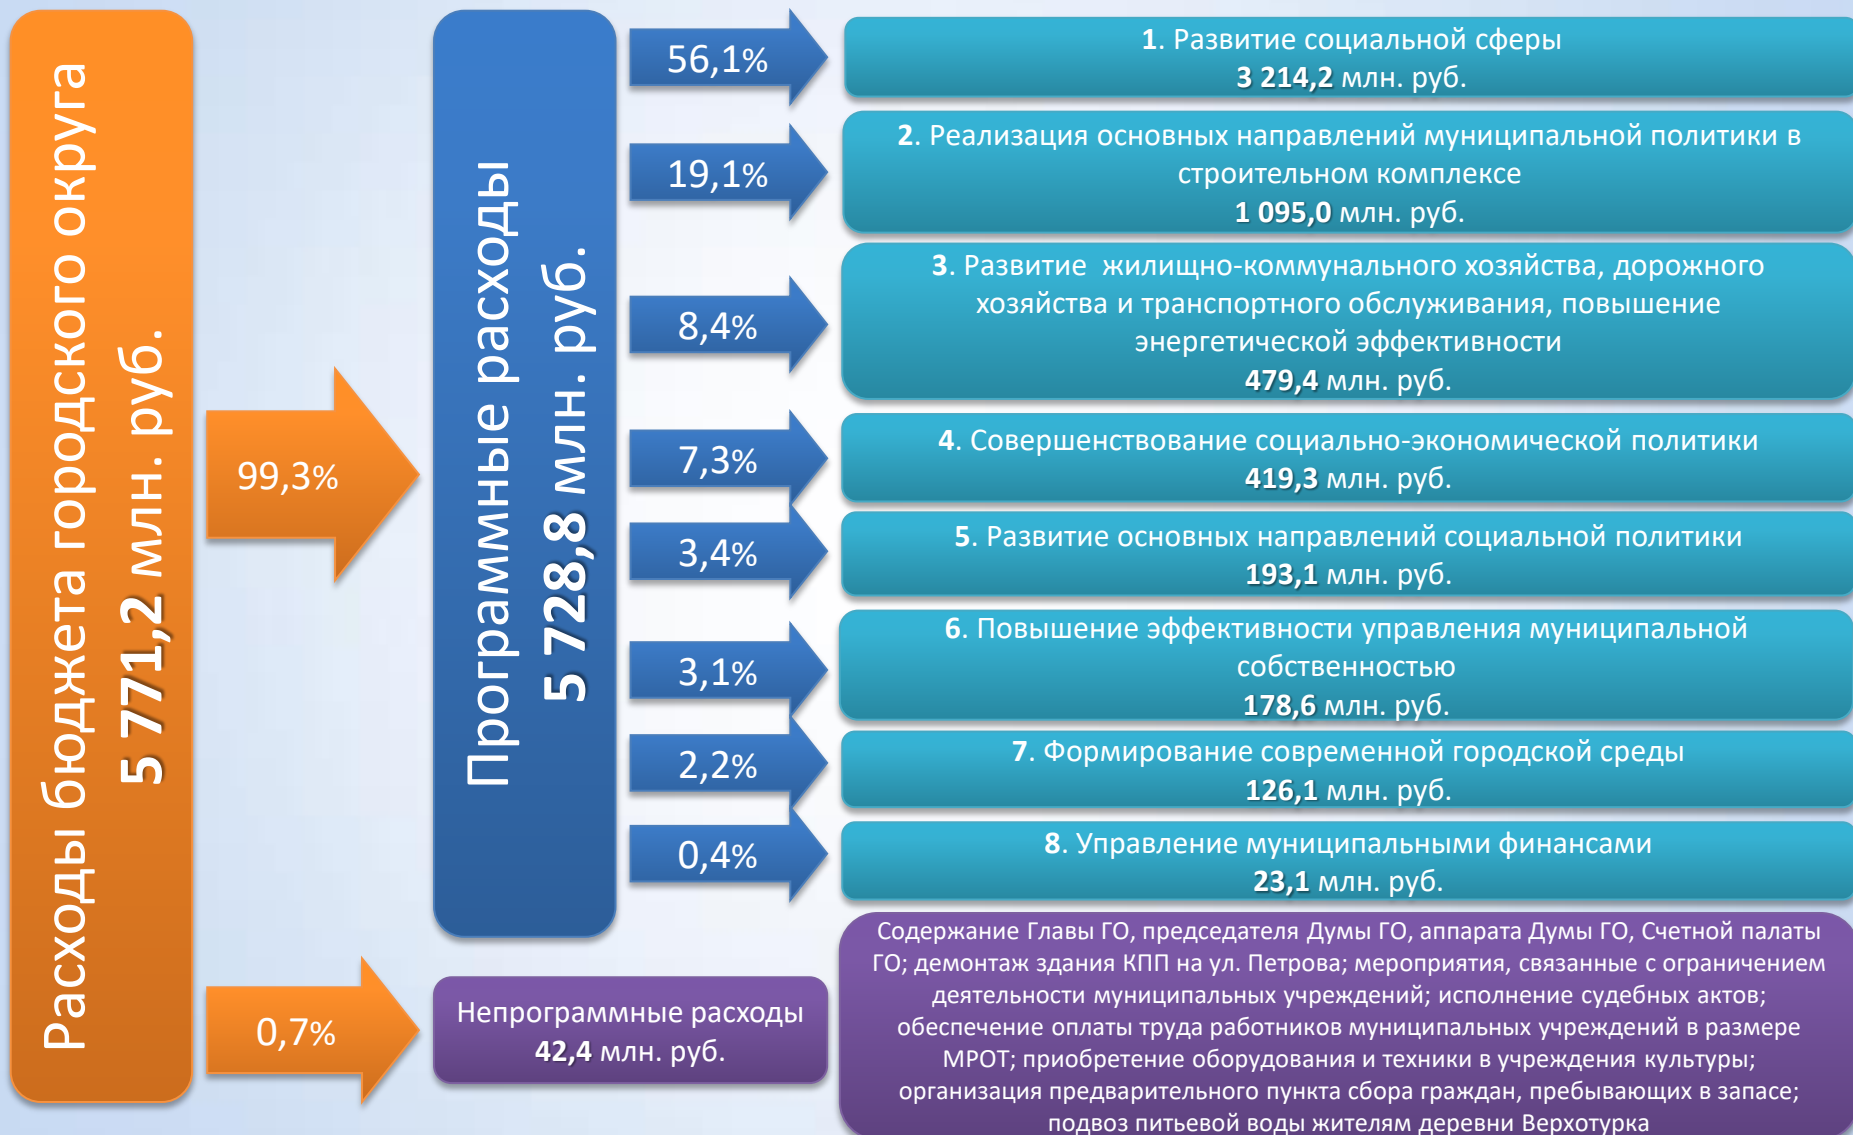 Расходы бюджета городского округа
5 771,2 млн. руб.
99,3%
Программные расходы
5 728,8 млн. руб.
56,1%
1. Развитие социальной сферы
3 214,2 млн. руб.
19,1%
2. Реализация основных направлений муниципальной политики в
строительном комплексе
1 095,0 млн. руб.
8,4%
3. Развитие  жилищно-коммунального хозяйства, дорожного
хозяйства и транспортного обслуживания, повышение
энергетической эффективности
479,4 млн. руб.
7,3%
4. Совершенствование социально-экономической политики
419,3 млн. руб.
3,4%
5. Развитие основных направлений социальной политики
193,1 млн. руб.
3,1%
6. Повышение эффективности управления муниципальной
собственностью
178,6 млн. руб.
2,2%
7. Формирование современной городской среды
126,1 млн. руб.
0,4%
8. Управление муниципальными финансами
23,1 млн. руб.
0,7%
Непрограммные расходы
42,4 млн. руб.
Содержание Главы ГО, председателя Думы ГО, аппарата Думы ГО, Счетной палаты
ГО; демонтаж здания КПП на ул. Петрова; мероприятия, связанные с ограничением
деятельности муниципальных учреждений; исполнение судебных актов;
обеспечение оплаты труда работников муниципальных учреждений в размере
МРОТ; приобретение оборудования и техники в учреждения культуры;
организация предварительного пункта сбора граждан, пребывающих в запасе;
подвоз питьевой воды жителям деревни Верхотурка